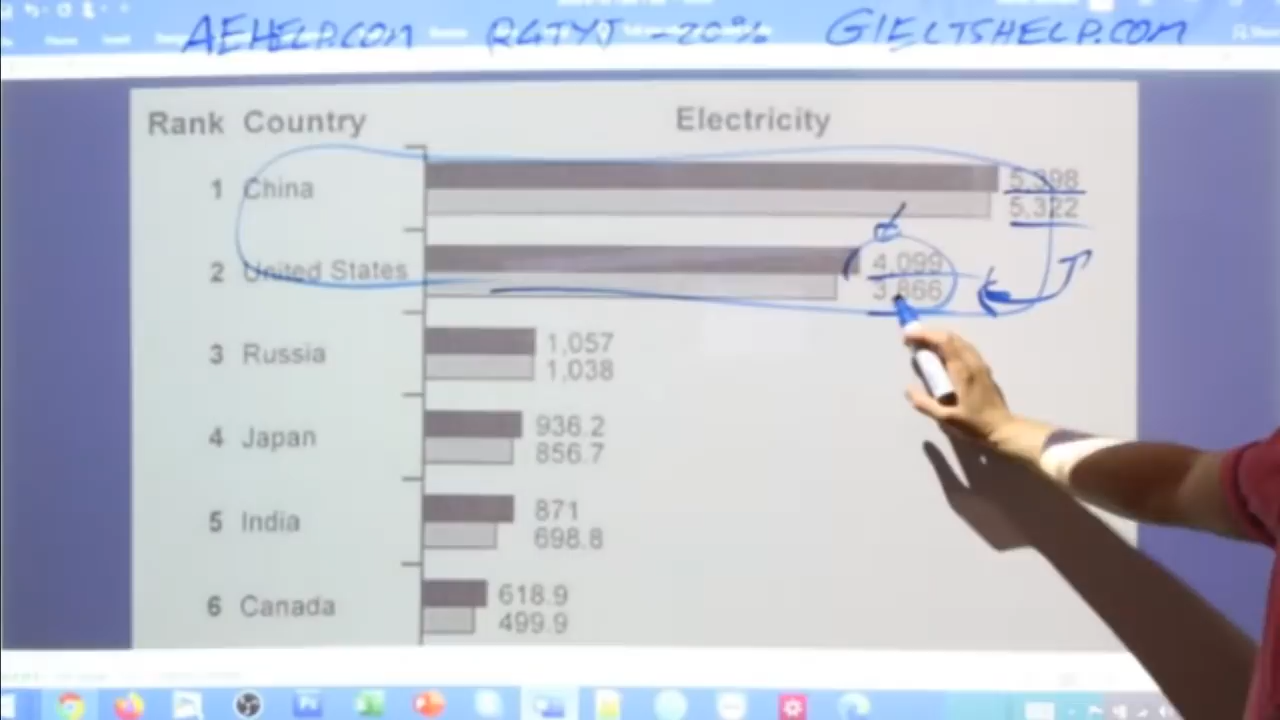 AEHELP.COM R4TYJ -20% GIELTSHELP.COM
Rank Country Electricity
1 China 5,398
5,322
2 United States 4,099
3,866
3 Russia 1,057
1,038
4 Japan 936.2
856.7
5 India 871
698.8
6 Canada 618.9
499.9